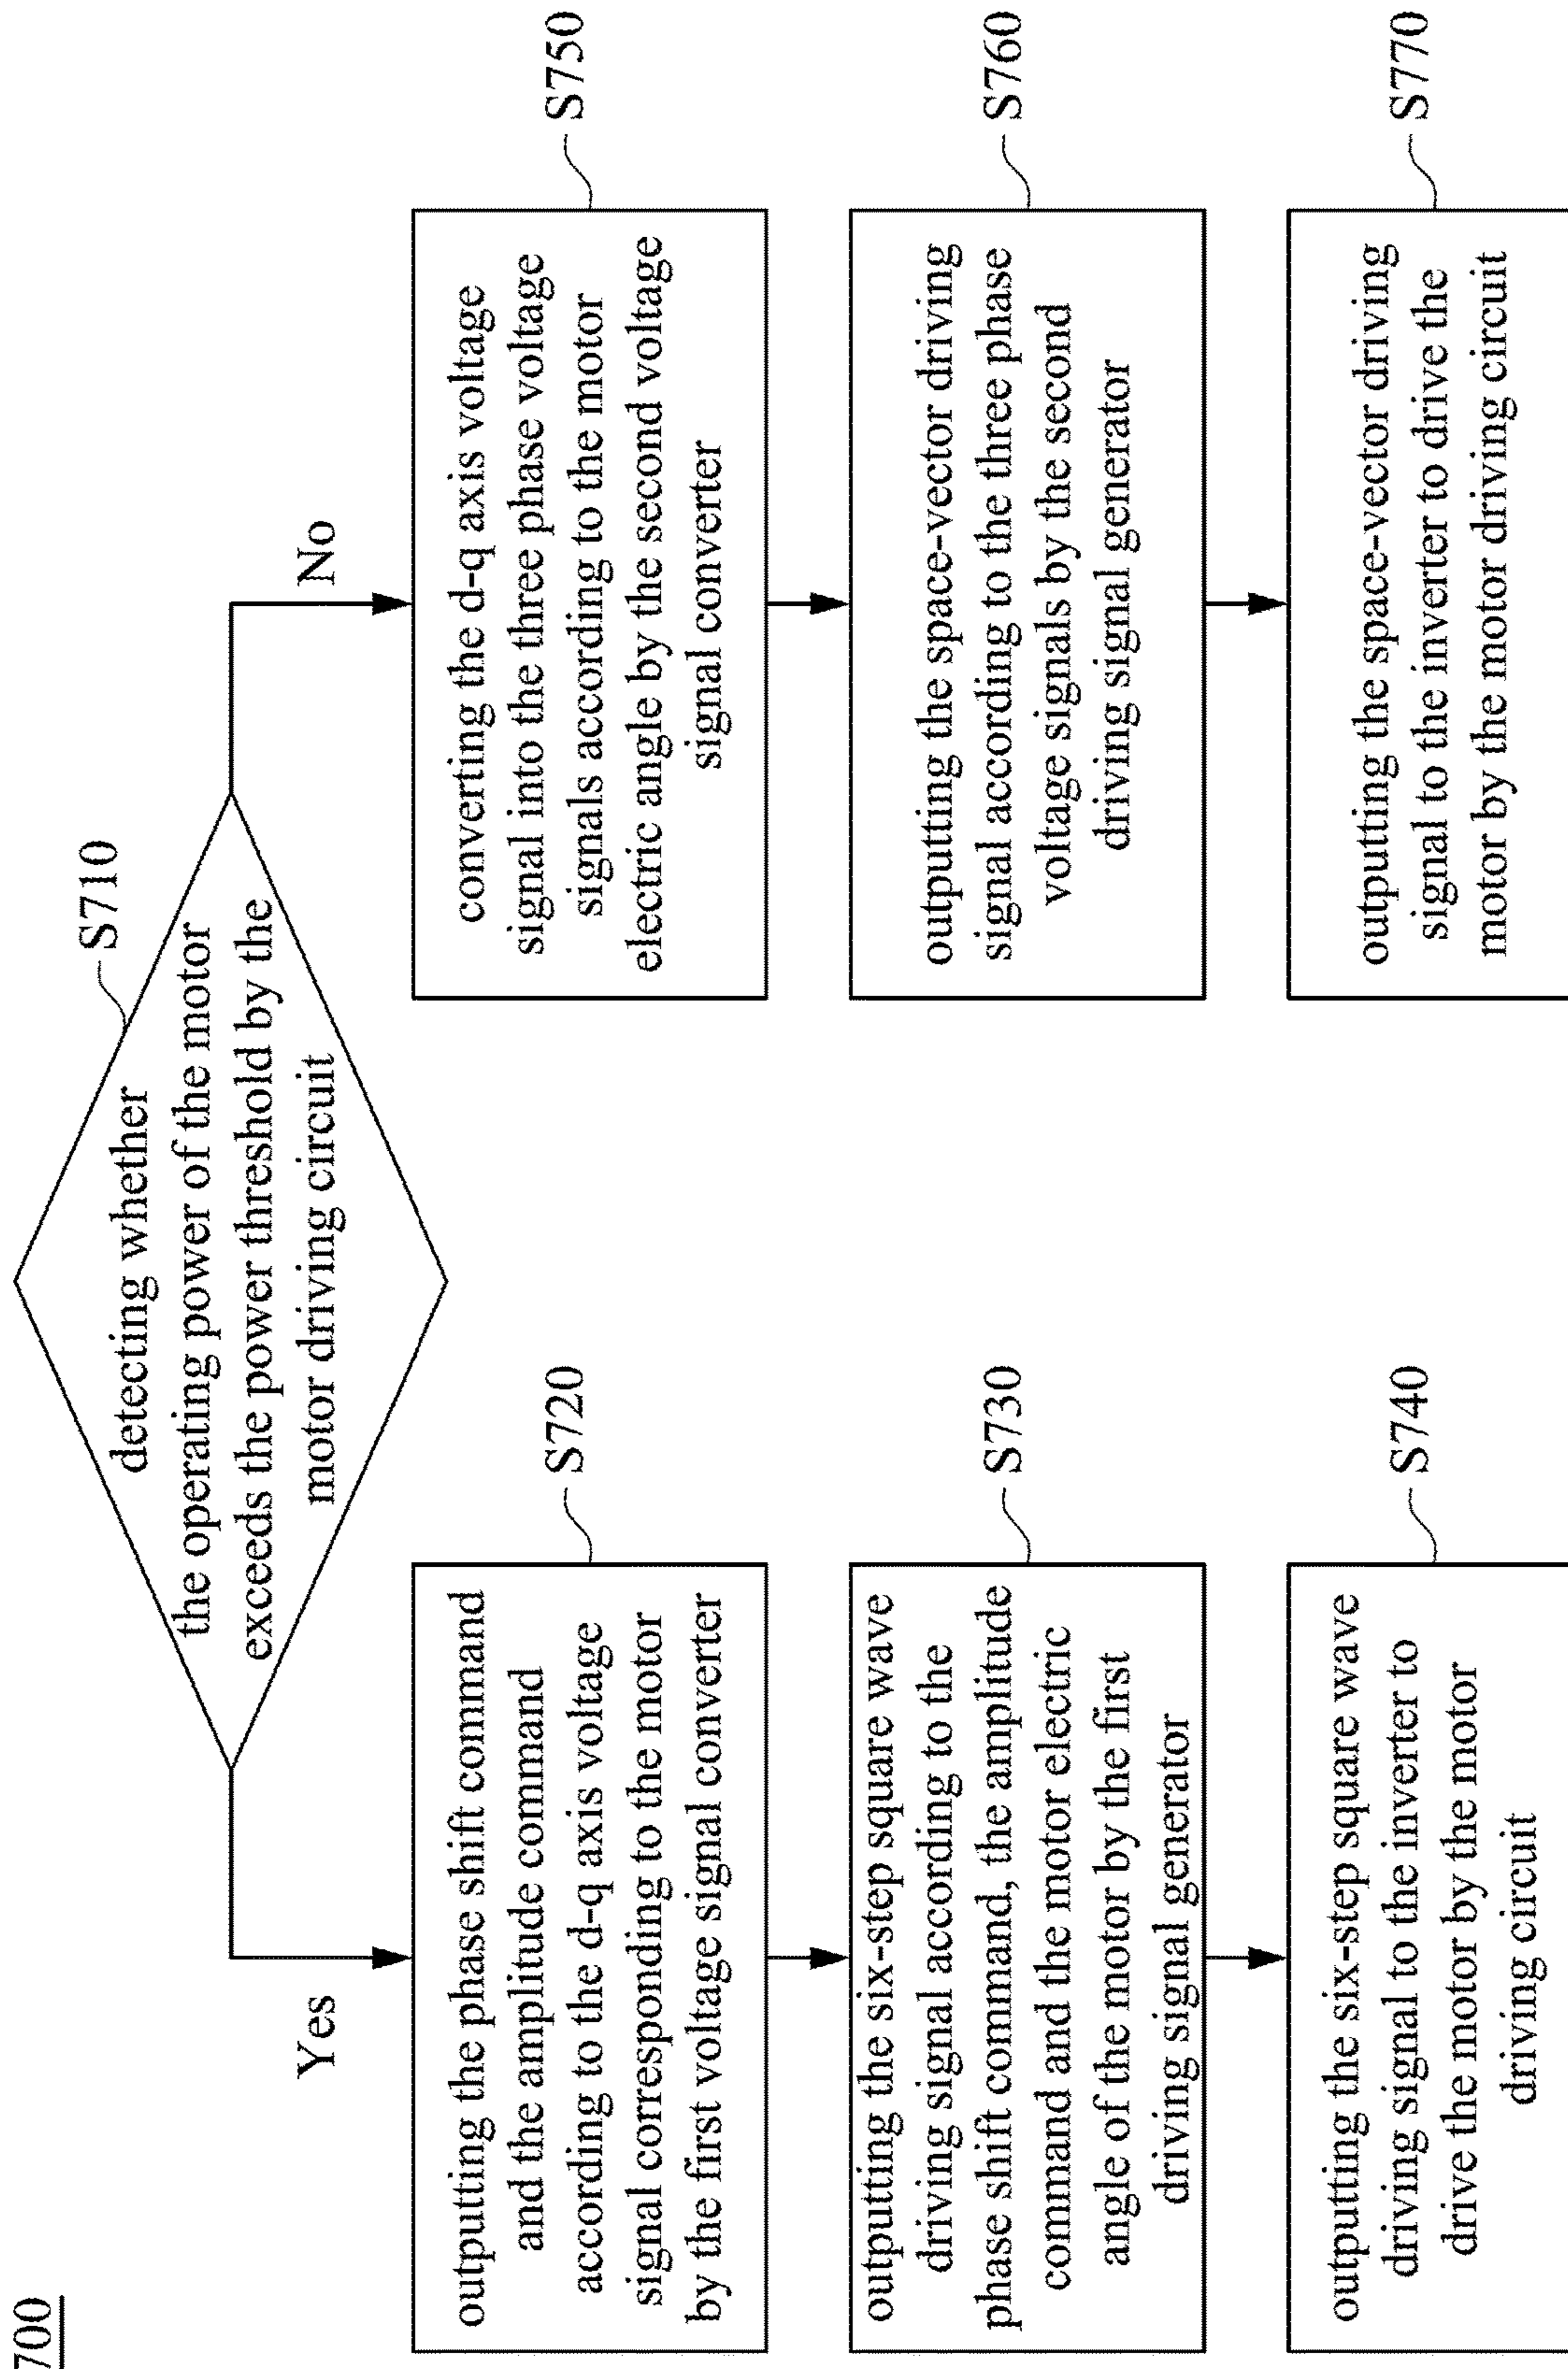 700
S710
detecting whether
the operating power of the motor
exceeds the power threshold by the
motor driving circuit
Yes
No
S720
outputting the phase shift command
and the amplitude command
according to the d-q axis voltage
signal corresponding to the motor
by the first voltage signal converter
S730
outputting the six-step square wave
driving signal according to the
phase shift command, the amplitude
command and the motor electric
angle of the motor by the first
driving signal generator
S740
outputting the six-step square wave
driving signal to the inverter to
drive the motor by the motor
driving circuit
S750
converting the d-q axis voltage
signal into the three phase voltage
signals according to the motor
electric angle by the second voltage
signal converter
S760
outputting the space-vector driving
signal according to the three phase
voltage signals by the second
driving signal generator
S770
outputting the space-vector driving
signal to the inverter to drive the
motor by the motor driving circuit